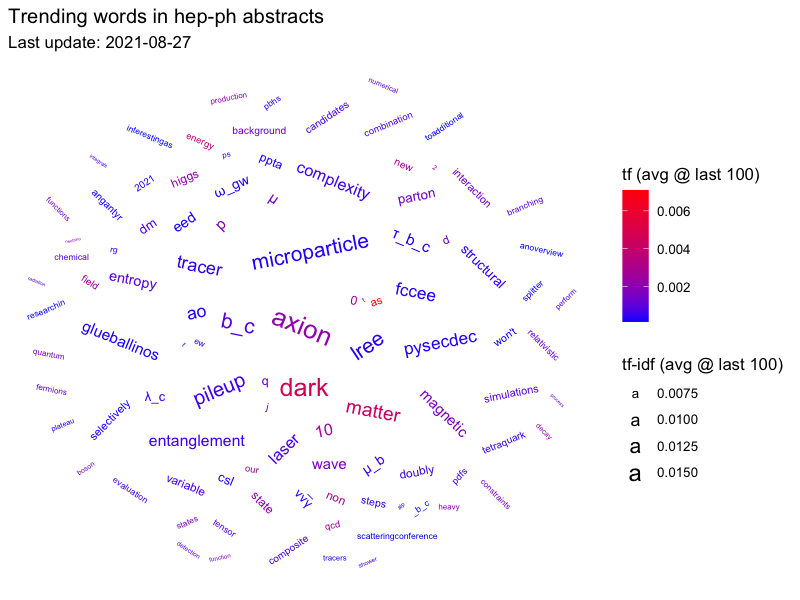 Trending words in hep-ph abstracts
Last update: 2021-08-27
numerical
production
pbhs
candidates
combination
toadditional
interestingas
energy
background
ps
ppta
complexity
new
2
interaction
integrals
2021
higgs
ω_gw
μ
parton
branching
functions
angantyr
dm
eed
p
τ_b_c
d
structural
anoverview
chemical
rg
microparticle
tracer
entropy
field
splitter
perform
researchin
ao
b_c
axion
0
as
fccee
glueballinos
r
ew
lree
pysecdec
won't
relativistic
quantum
fermions
λ_c
pileup
q
dark
j
matter
magnetic
simulations
plateau
selectively
entanglement
10
laser
tetraquark
decay
boson
our
wave
μ_b
doubly
pdfs
constraints
evaluation
variable
csl
state
non
steps
_b_c
heavy
states
tensor
qcd
scatteringconference
detection
function
composite
tracers
shower
tf (avg @ last 100)
0.006
0.004
0.002
tf-idf (avg @ last 100)
a 0.0075
a 0.0100
a 0.0125
a 0.0150